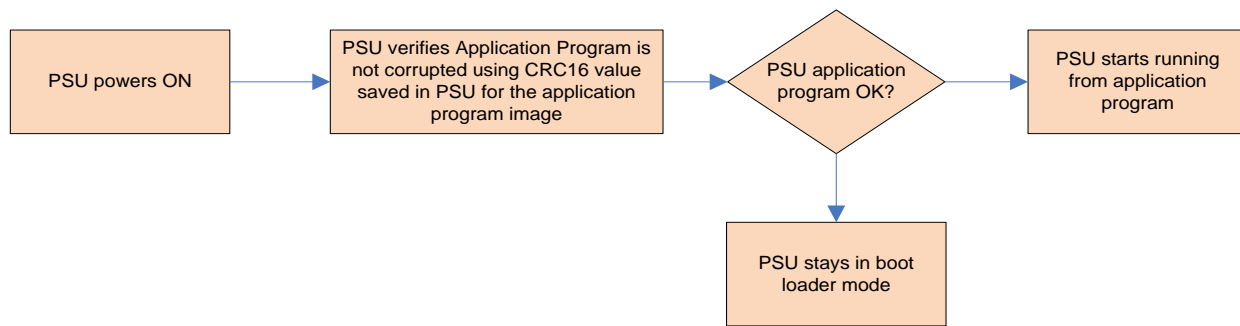 PSU powers ON
PSU verifies Application Program is
not corrupted using CRC16 value
saved in PSU for the application
program image
PSU application
program OK?
PSU starts running
from application
program
PSU stays in boot
loader mode